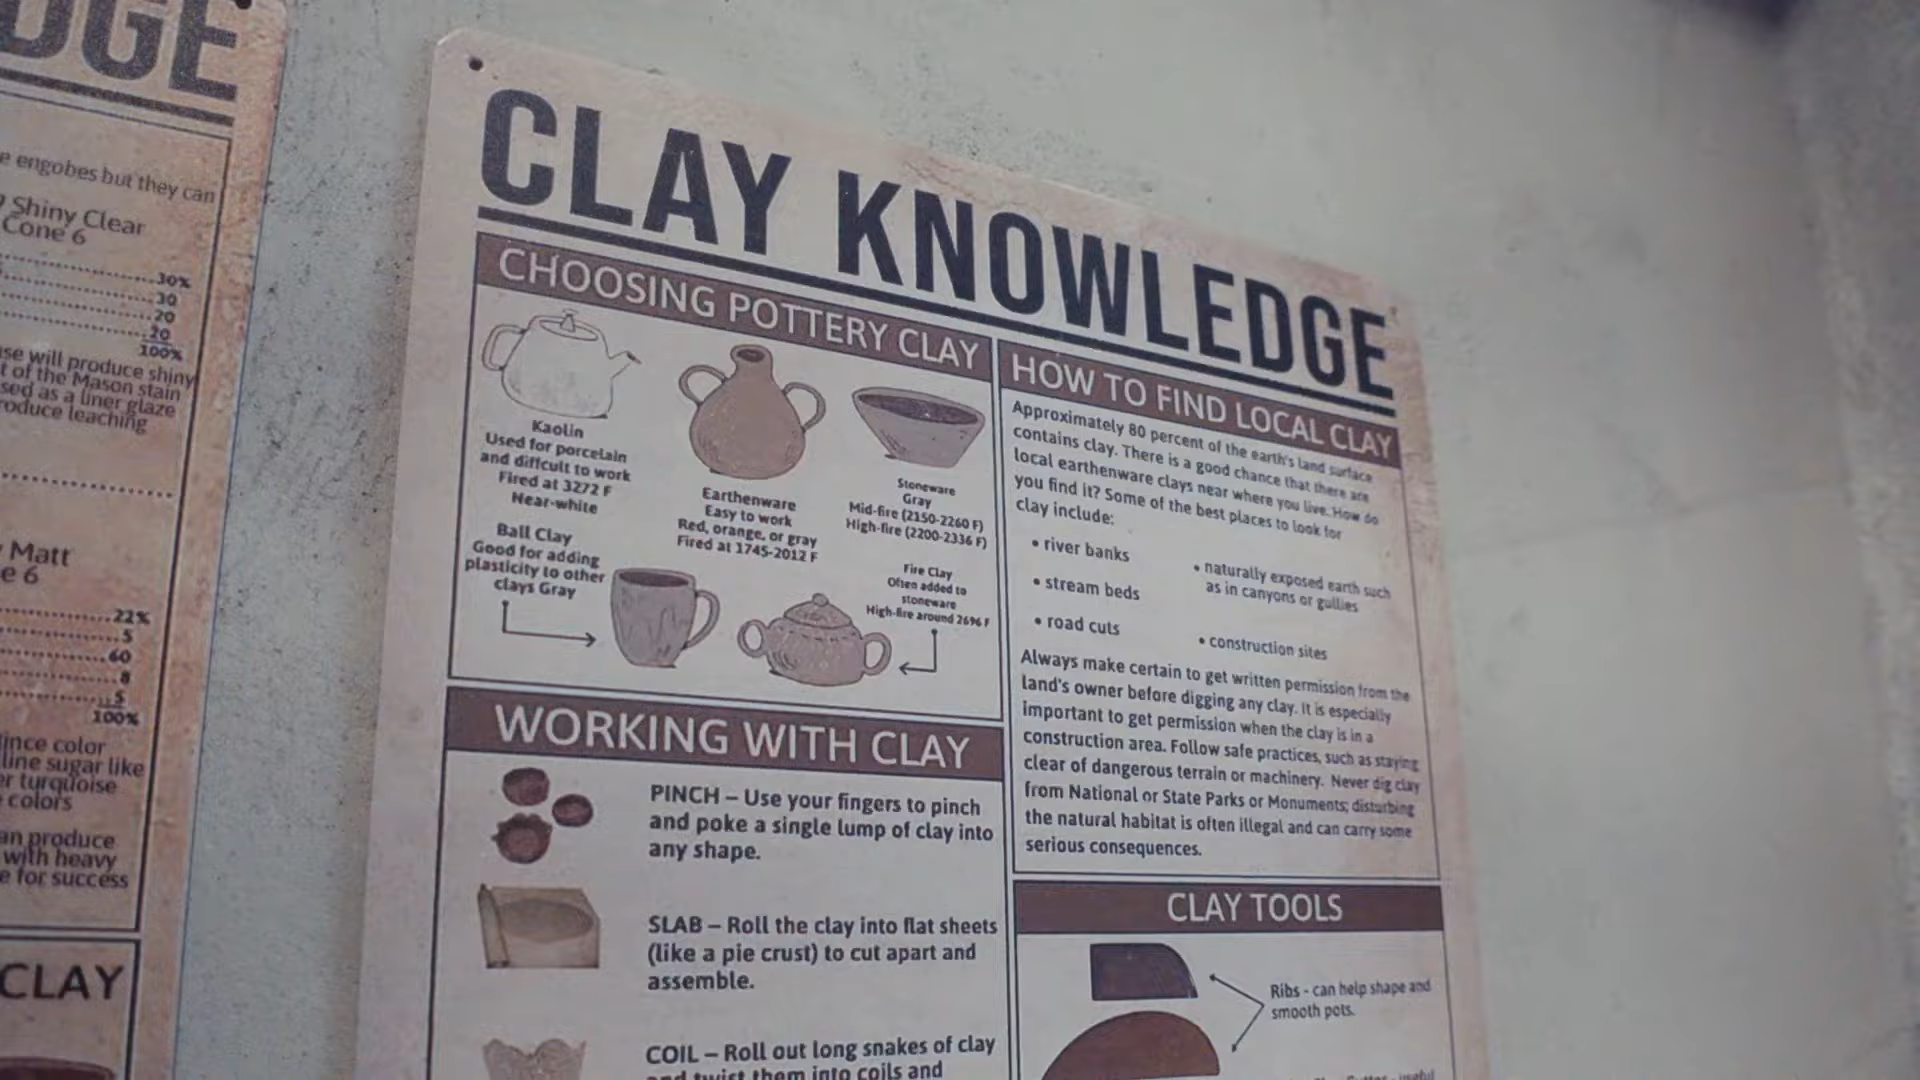 DGE
e engobes but they can
Shiny Clear
Cone 6
30%
30
20
20
100%
se will produce shiny
t of the Mason stain
sed as a liner glaze
roduce leaching
Matt
e 6
22%
5
60
8
5
100%
ince color
line sugar like
er turquoise
colors
an produce
with heavy
e for success
CLAY
CLAY KNOWLEDGE
CHOOSING POTTERY CLAY
Kaolin
Used for porcelain
and diffcult to work
Fired at 3272 F
Near-white
Earthenware
Easy to work
Red, orange, or gray
Fired at 1745-2012 F
Stoneware
Gray
Mid-fire (2150-2260 F)
High-fire (2200-2336 F)
Ball Clay
Good for adding
plasticity to other
clays Gray
Fire Clay
Often added to
stoneware
High-fire around 2696 F
HOW TO FIND LOCAL CLAY
Approximately 80 percent of the earth's land surface
contains clay. There is a good chance that there are
local earthenware clays near where you live. How do
you find it? Some of the best places to look for
clay include:
• river banks
• stream beds
• road cuts
• naturally exposed earth such
as in canyons or gullies
• construction sites
Always make certain to get written permission from the
land's owner before digging any clay. It is especially
important to get permission when the clay is in a
construction area. Follow safe practices, such as staying
clear of dangerous terrain or machinery. Never dig clay
from National or State Parks or Monuments; disturbing
the natural habitat is often illegal and can carry some
serious consequences.
WORKING WITH CLAY
PINCH – Use your fingers to pinch
and poke a single lump of clay into
any shape.
SLAB – Roll the clay into flat sheets
(like a pie crust) to cut apart and
assemble.
COIL – Roll out long snakes of clay
and twist them into coils and
CLAY TOOLS
Ribs - can help shape and
smooth pots.